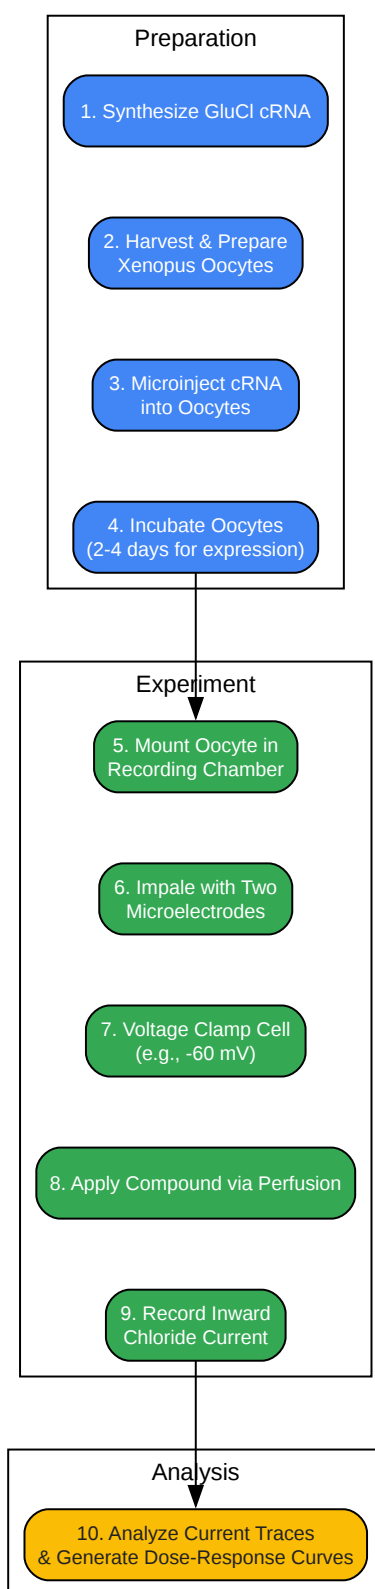 Preparation
1. Synthesize GluCl cRNA
2. Harvest & Prepare
Xenopus Oocytes
3. Microinject cRNA
into Oocytes
4. Incubate Oocytes
(2-4 days for expression)
Experiment
5. Mount Oocyte in
Recording Chamber
6. Impale with Two
Microelectrodes
7. Voltage Clamp Cell
(e.g., -60 mV)
8. Apply Compound via Perfusion
9. Record Inward
Chloride Current
Analysis
10. Analyze Current Traces
& Generate Dose-Response Curves